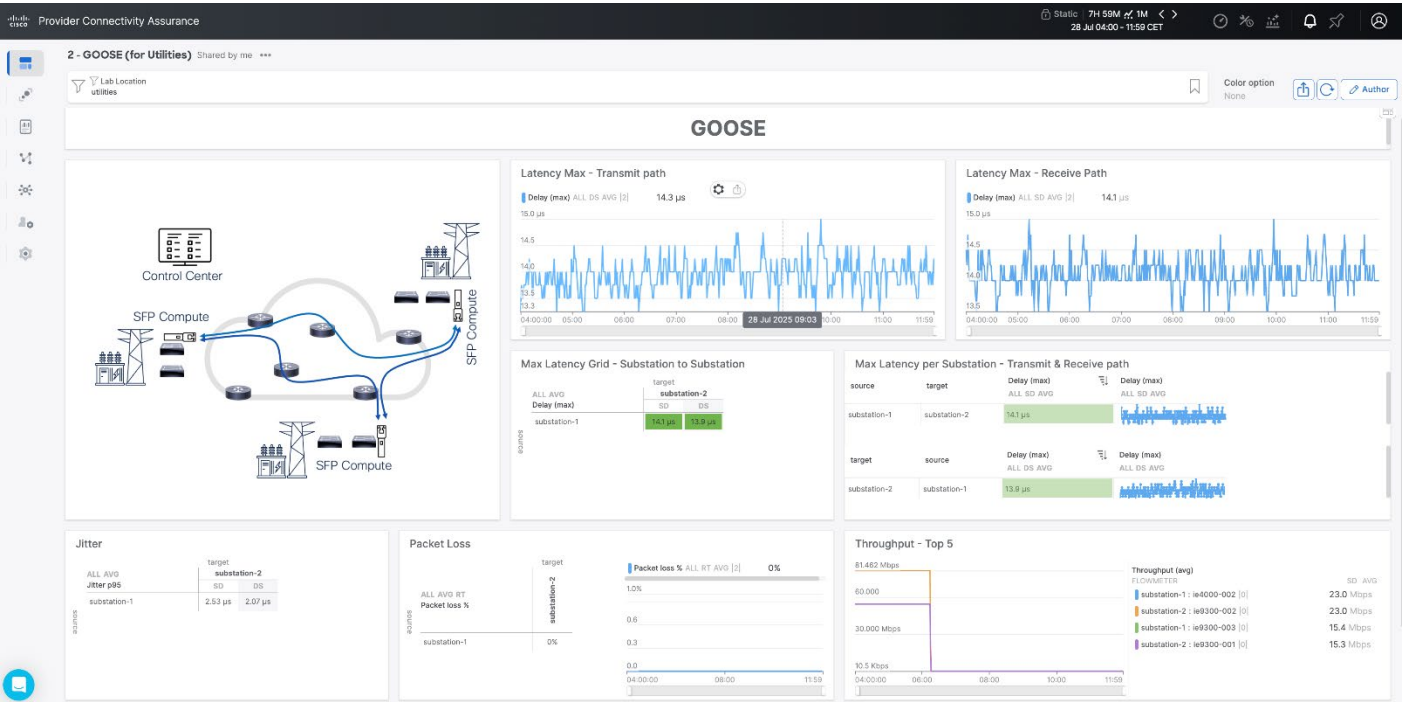 cisco Provider Connectivity Assurance
Static 7H 59M 1M
28 Jul 04:00 - 11:59 CET
2 - GOOSE (for Utilities) Shared by me •••
Lab Location
utilities
Color option
None
Author
GOOSE
Control Center
SFP Compute
SFP Compute
SFP Compute
Latency Max - Transmit path
Delay (max) ALL DS AVG |2| 14.3 µs
15.0 µs
14.5
14.0
13.5
13.3
04:00:00 05:00 06:00 07:00 08:00 28 Jul 2025 09:03 10:00 11:00 11:59
Latency Max - Receive Path
Delay (max) ALL SD AVG |2| 14.1 µs
15.0 µs
14.5
14.0
13.5
04:00:00 05:00 06:00 07:00 08:00 09:00 10:00 11:00 11:59
Max Latency Grid - Substation to Substation
target
ALL AVG substation-2
Delay (max) SD DS
substation-1 14.1 µs 13.9 µs
source
Max Latency per Substation - Transmit & Receive path
source target Delay (max) Delay (max)
ALL SD AVG ALL SD AVG
substation-1 substation-2 14.1 µs
target source Delay (max) Delay (max)
ALL DS AVG ALL DS AVG
substation-2 substation-1 13.9 µs
Jitter
target
ALL AVG substation-2
Jitter p95 SD DS
substation-1 2.53 µs 2.07 µs
source
Packet Loss
target
ALL AVG RT substation-2
Packet loss %
substation-1 0%
source
Packet loss % ALL RT AVG |2| 0%
1.0%
0.6
0.3
0.0
04:00:00 08:00 11:59
Throughput - Top 5
81.462 Mbps
60.000
30.000 Mbps
10.5 Kbps
04:00:00 06:00 08:00 10:00 11:59
Throughput (avg)
FLOWMETER SD AVG
substation-1 : ie4000-002 |0| 23.0 Mbps
substation-2 : ie9300-002 |0| 23.0 Mbps
substation-1 : ie9300-003 |0| 15.4 Mbps
substation-2 : ie9300-001 |0| 15.3 Mbps